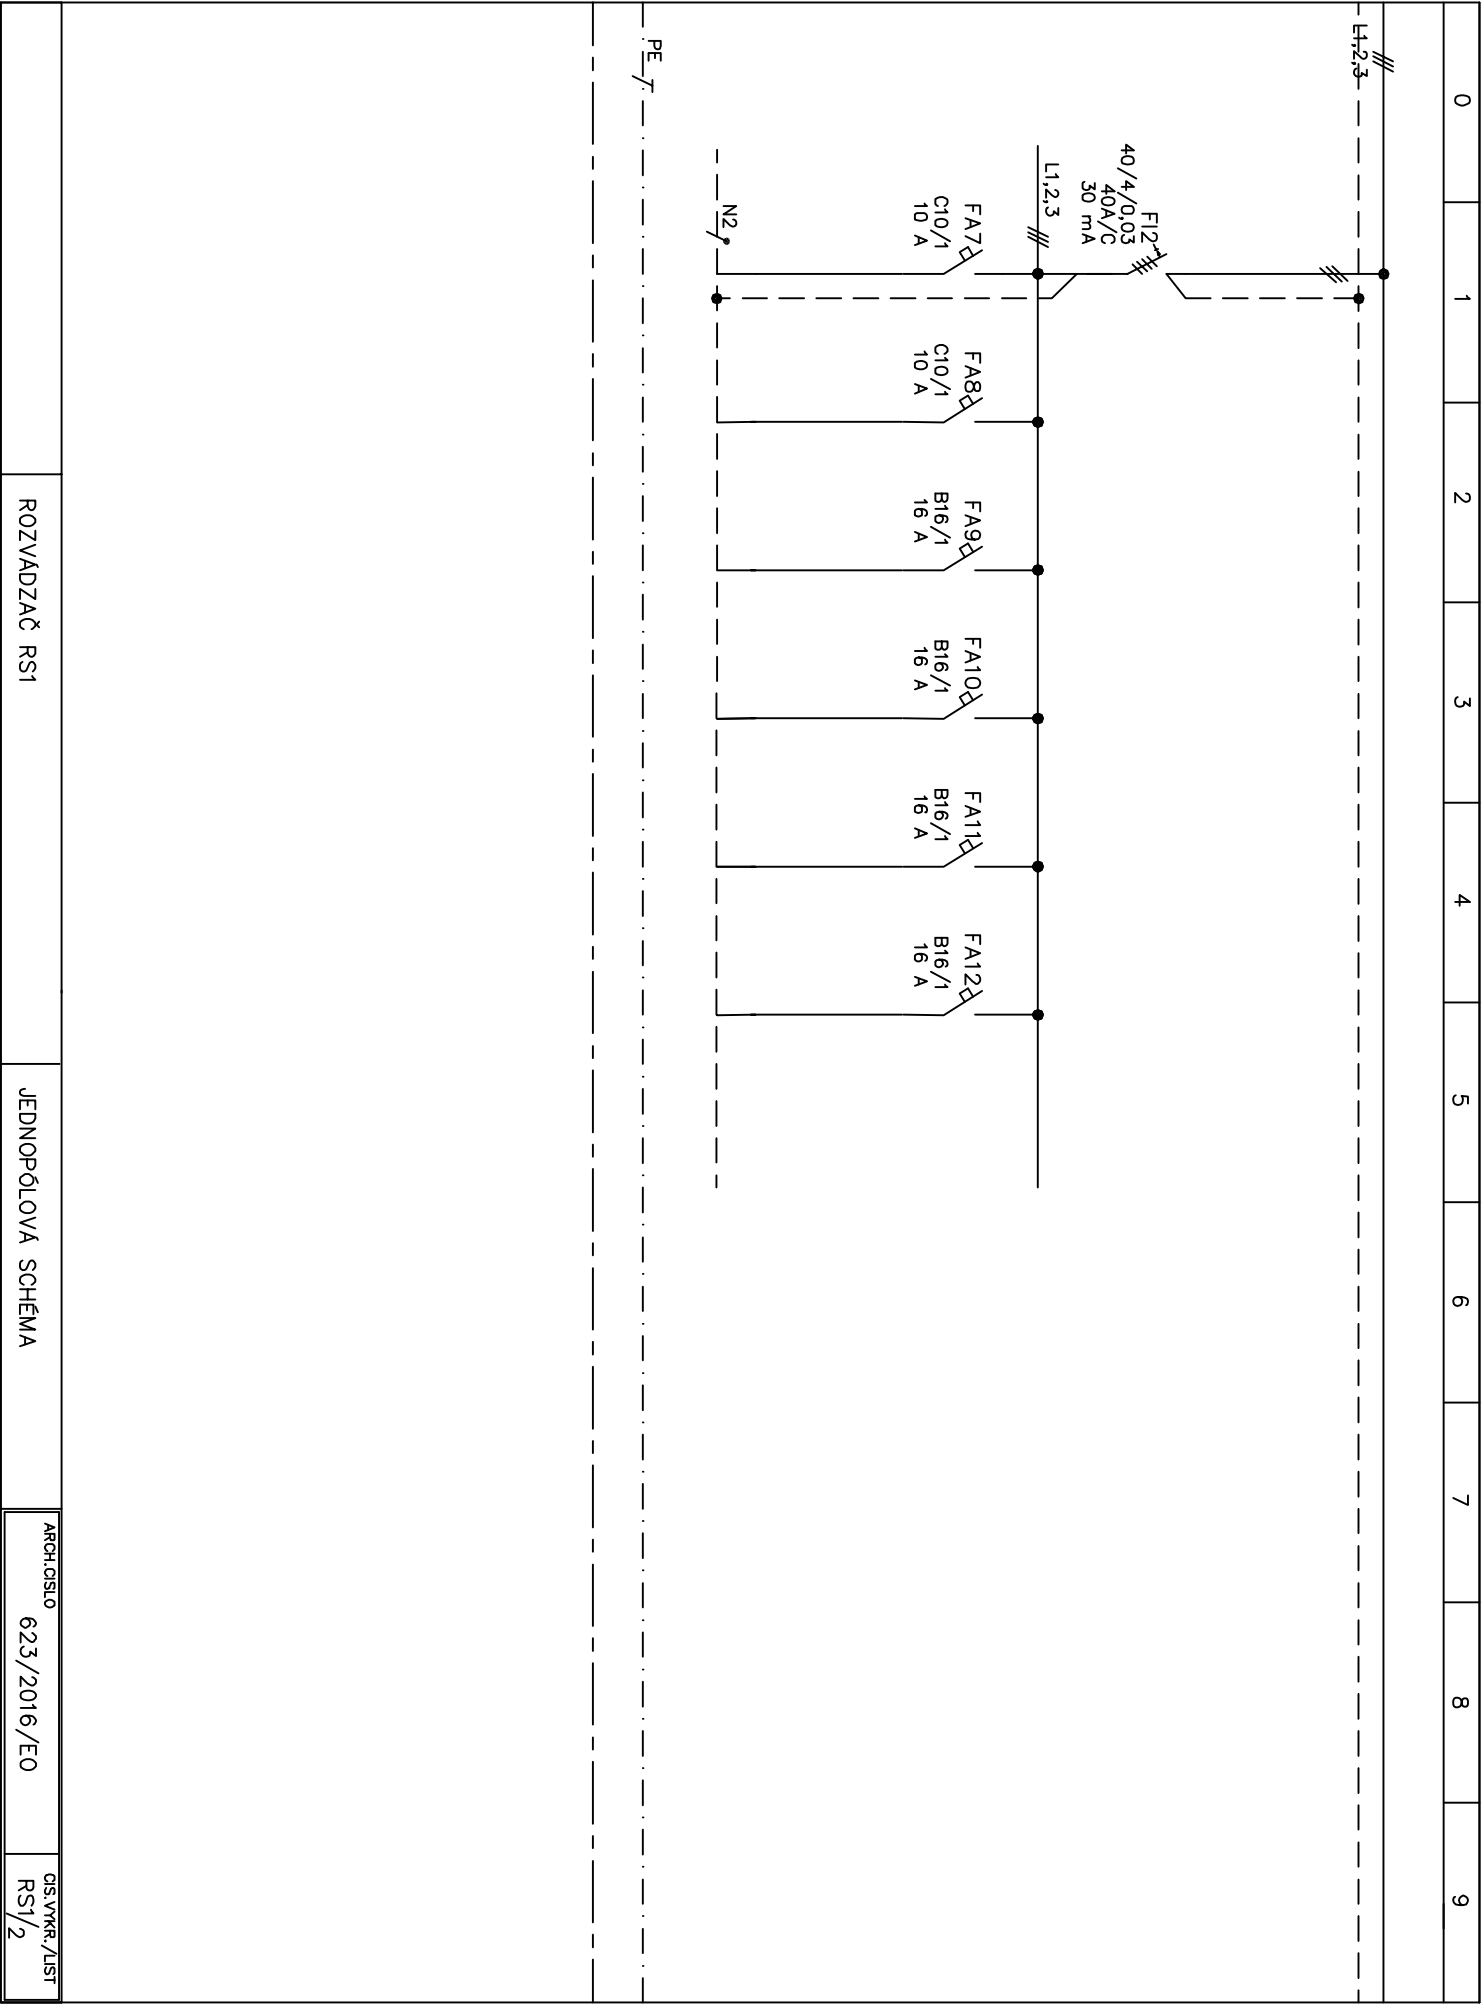 0 1 2 3 4 5 6 7 8 9
L1,2,3
FI2
40/4/0,03
40A/C
30 mA
L1,2,3
FA7
C10/1
10 A
FA8
C10/1
10 A
FA9
B16/1
16 A
FA10
B16/1
16 A
FA11
B16/1
16 A
FA12
B16/1
16 A
N2
PE
ROZVÁDZAČ RS1
JEDNOPÓLOVÁ SCHÉMA
ARCH.CISLO
623/2016/EO
CIS.VYKR./LIST
RS1/2